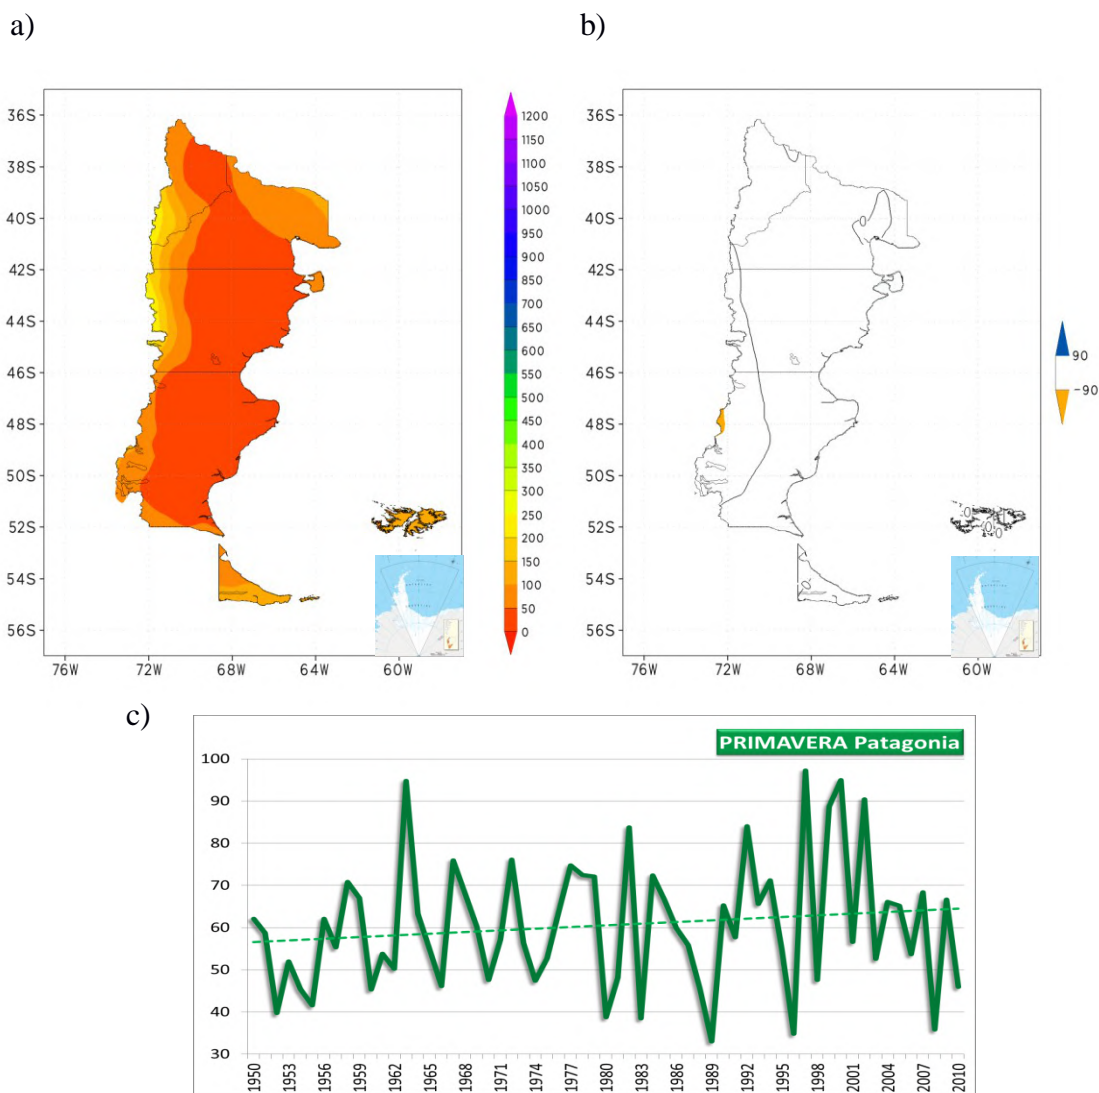 a)
b)
36S
38S
40S
42S
44S
46S
48S
50S
52S
54S
56S
76W
72W
68W
64W
60W
1200
1150
1100
1050
1000
950
900
850
800
700
650
600
550
500
450
400
350
300
250
200
150
100
50
0
36S
38S
40S
42S
44S
46S
48S
50S
52S
54S
56S
76W
72W
68W
64W
60W
90
-90
c)
PRIMAVERA Patagonia
100
90
80
70
60
50
40
30
1950
1953
1956
1959
1962
1965
1968
1971
1974
1977
1980
1983
1986
1989
1992
1995
1998
2001
2004
2007
2010